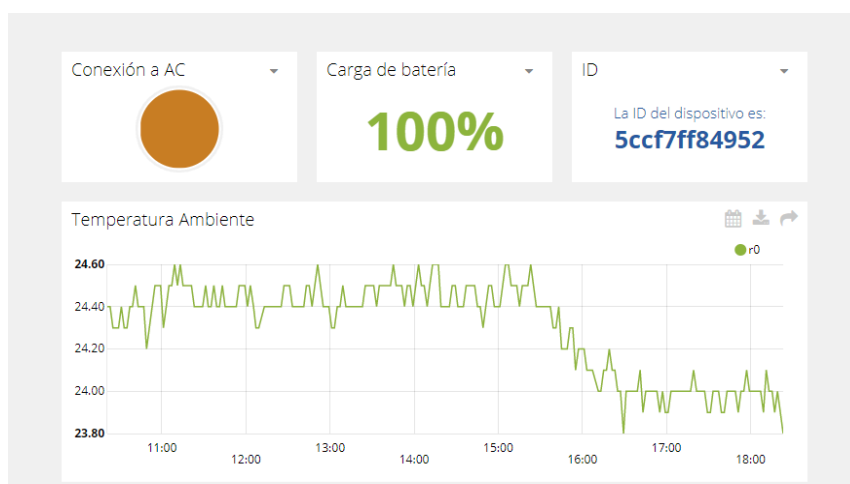 Conexión a AC
Carga de batería
100%
ID
La ID del dispositivo es:
5ccf7ff84952
Temperatura Ambiente
r0
24.60
24.40
24.20
24.00
23.80
11:00
12:00
13:00
14:00
15:00
16:00
17:00
18:00